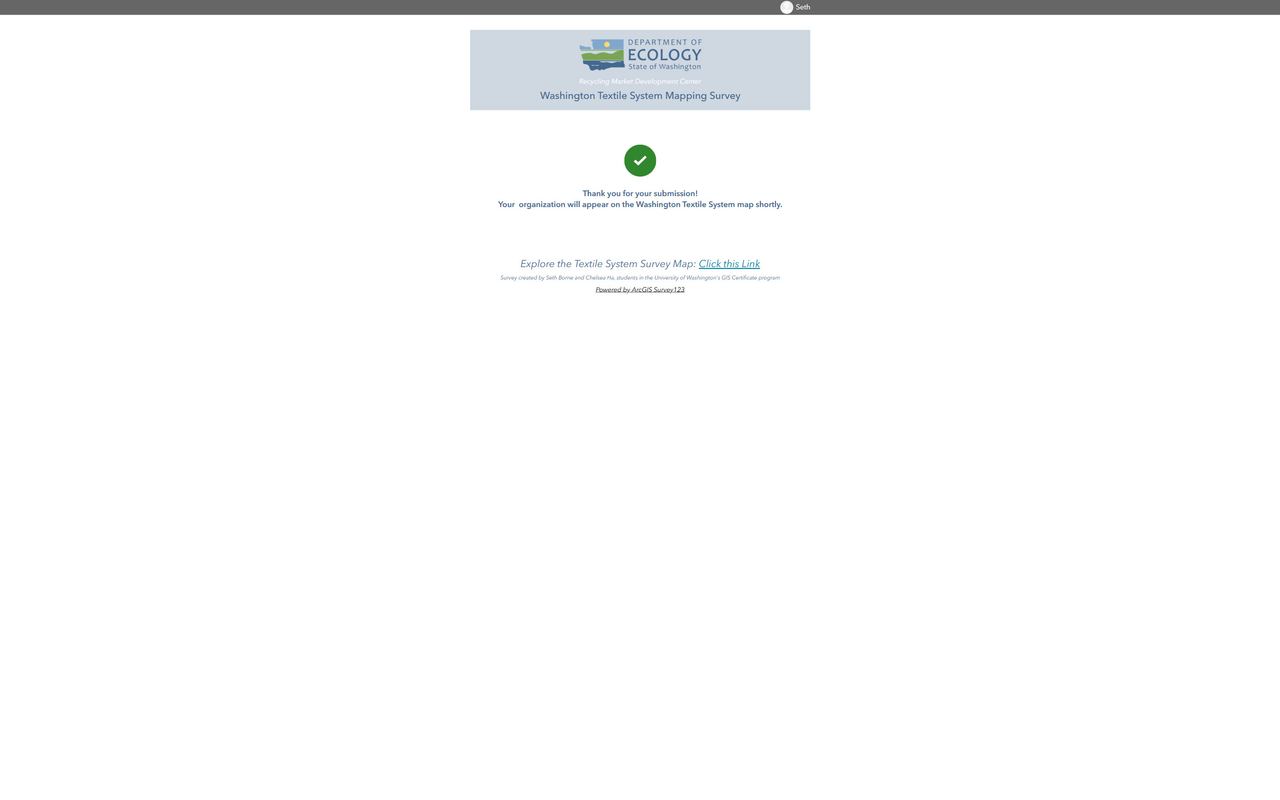 Seth
DEPARTMENT OF
ECOLOGY
State of Washington
Recycling Market Development Center
Washington Textile System Mapping Survey
Thank you for your submission!
Your  organization will appear on the Washington Textile System map shortly.
Explore the Textile System Survey Map: Click this Link
Survey created by Seth Borne and Chelsea Ha, students in the University of Washington's GIS Certificate program
Powered by ArcGIS Survey123